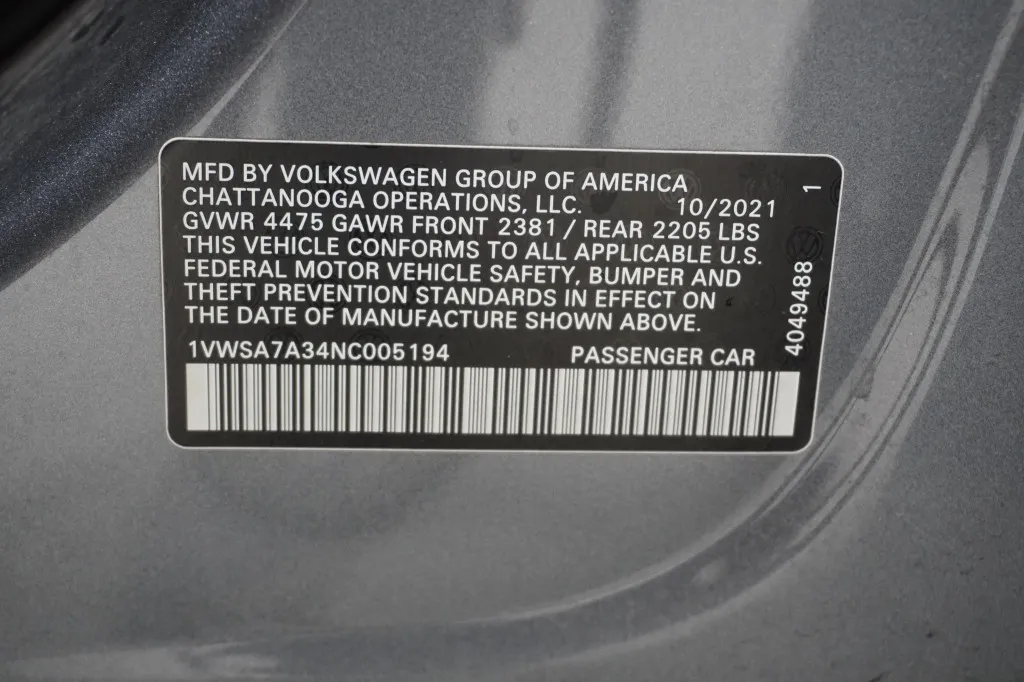 MFD BY VOLKSWAGEN GROUP OF AMERICA
CHATTANOOGA OPERATIONS, LLC. 10/2021
GVWR 4475 GAWR FRONT 2381 / REAR 2205 LBS
THIS VEHICLE CONFORMS TO ALL APPLICABLE U.S.
FEDERAL MOTOR VEHICLE SAFETY, BUMPER AND
THEFT PREVENTION STANDARDS IN EFFECT ON
THE DATE OF MANUFACTURE SHOWN ABOVE.
1VWSA7A34NC005194 PASSENGER CAR
4049488 1